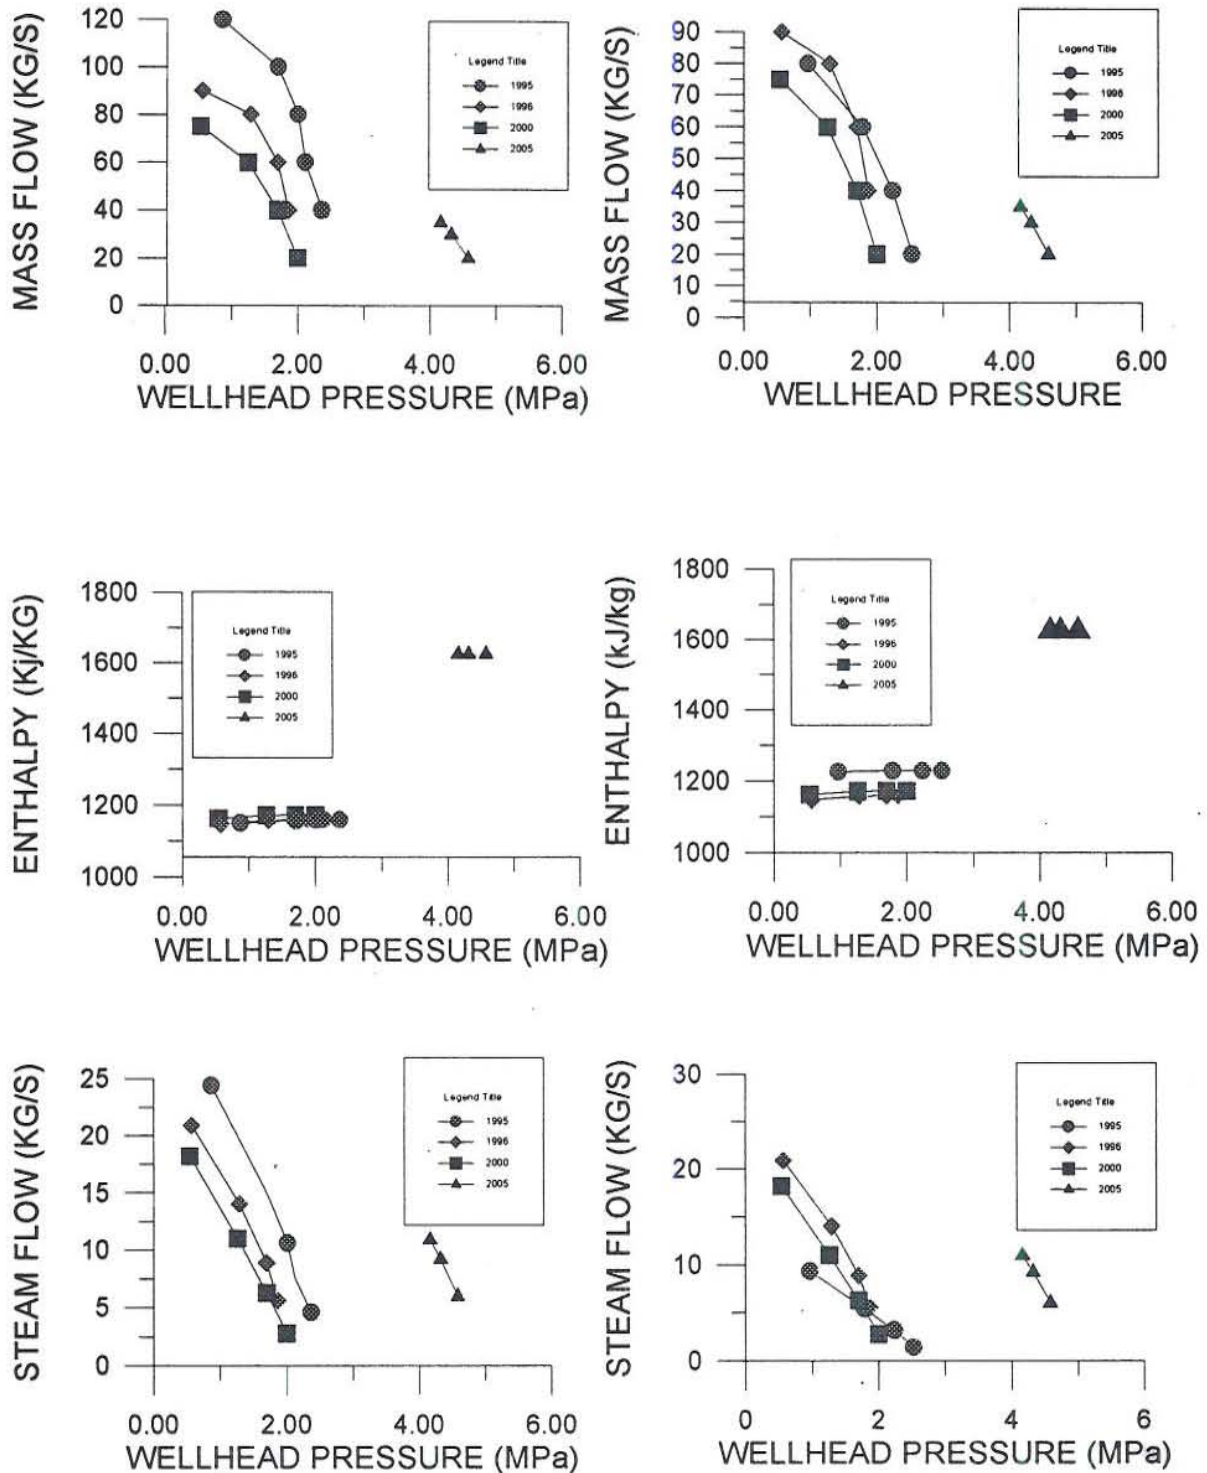 MASS FLOW (KG/S)
120
100
80
60
40
20
0
0.00 2.00 4.00 6.00
WELLHEAD PRESSURE (MPa)
Legend Title
1995
1996
2000
2005
MASS FLOW (KG/S)
90
80
70
60
50
40
30
20
10
0
0.00 2.00 4.00 6.00
WELLHEAD PRESSURE
Legend Title
1995
1996
2000
2005
ENTHALPY (Kj/KG)
1800
1600
1400
1200
1000
0.00 2.00 4.00 6.00
WELLHEAD PRESSURE (MPa)
Legend Title
1995
1996
2000
2005
ENTHALPY (kJ/kg)
1800
1600
1400
1200
1000
0.00 2.00 4.00 6.00
WELLHEAD PRESSURE (MPa)
Legend Title
1995
1996
2000
2005
STEAM FLOW (KG/S)
25
20
15
10
5
0
0.00 2.00 4.00 6.00
WELLHEAD PRESSURE (MPa)
Legend Title
1995
1996
2000
2005
STEAM FLOW (KG/S)
30
20
10
0
0 2 4 6
WELLHEAD PRESSURE (MPa)
Legend Title
1995
1996
2000
2005